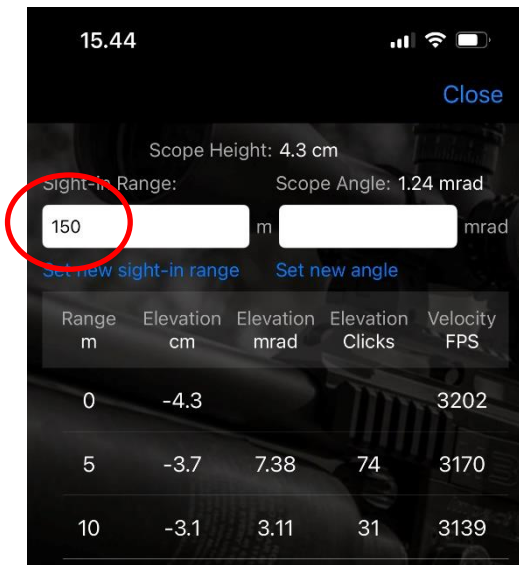 15.44
Close
Scope Height: 4.3 cm
Sight-in Range: Scope Angle: 1.24 mrad
150 m mrad
Set new sight-in range Set new angle
Range Elevation Elevation Elevation Velocity
m cm mrad Clicks FPS
0 -4.3 3202
5 -3.7 7.38 74 3170
10 -3.1 3.11 31 3139